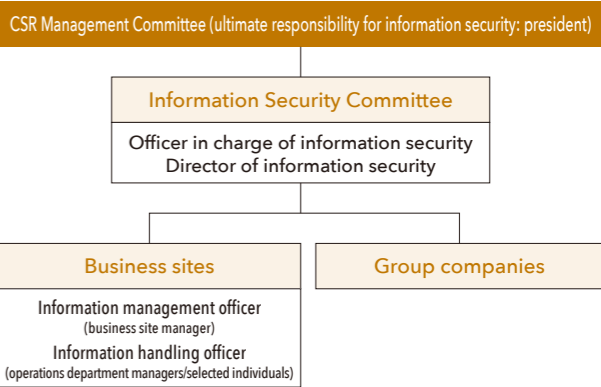 CSR Management Committee (ultimate responsibility for information security: president)
Information Security Committee
Officer in charge of information security
Director of information security
Business sites
Group companies
Information management officer
(business site manager)
Information handling officer
(operations department managers/selected individuals)